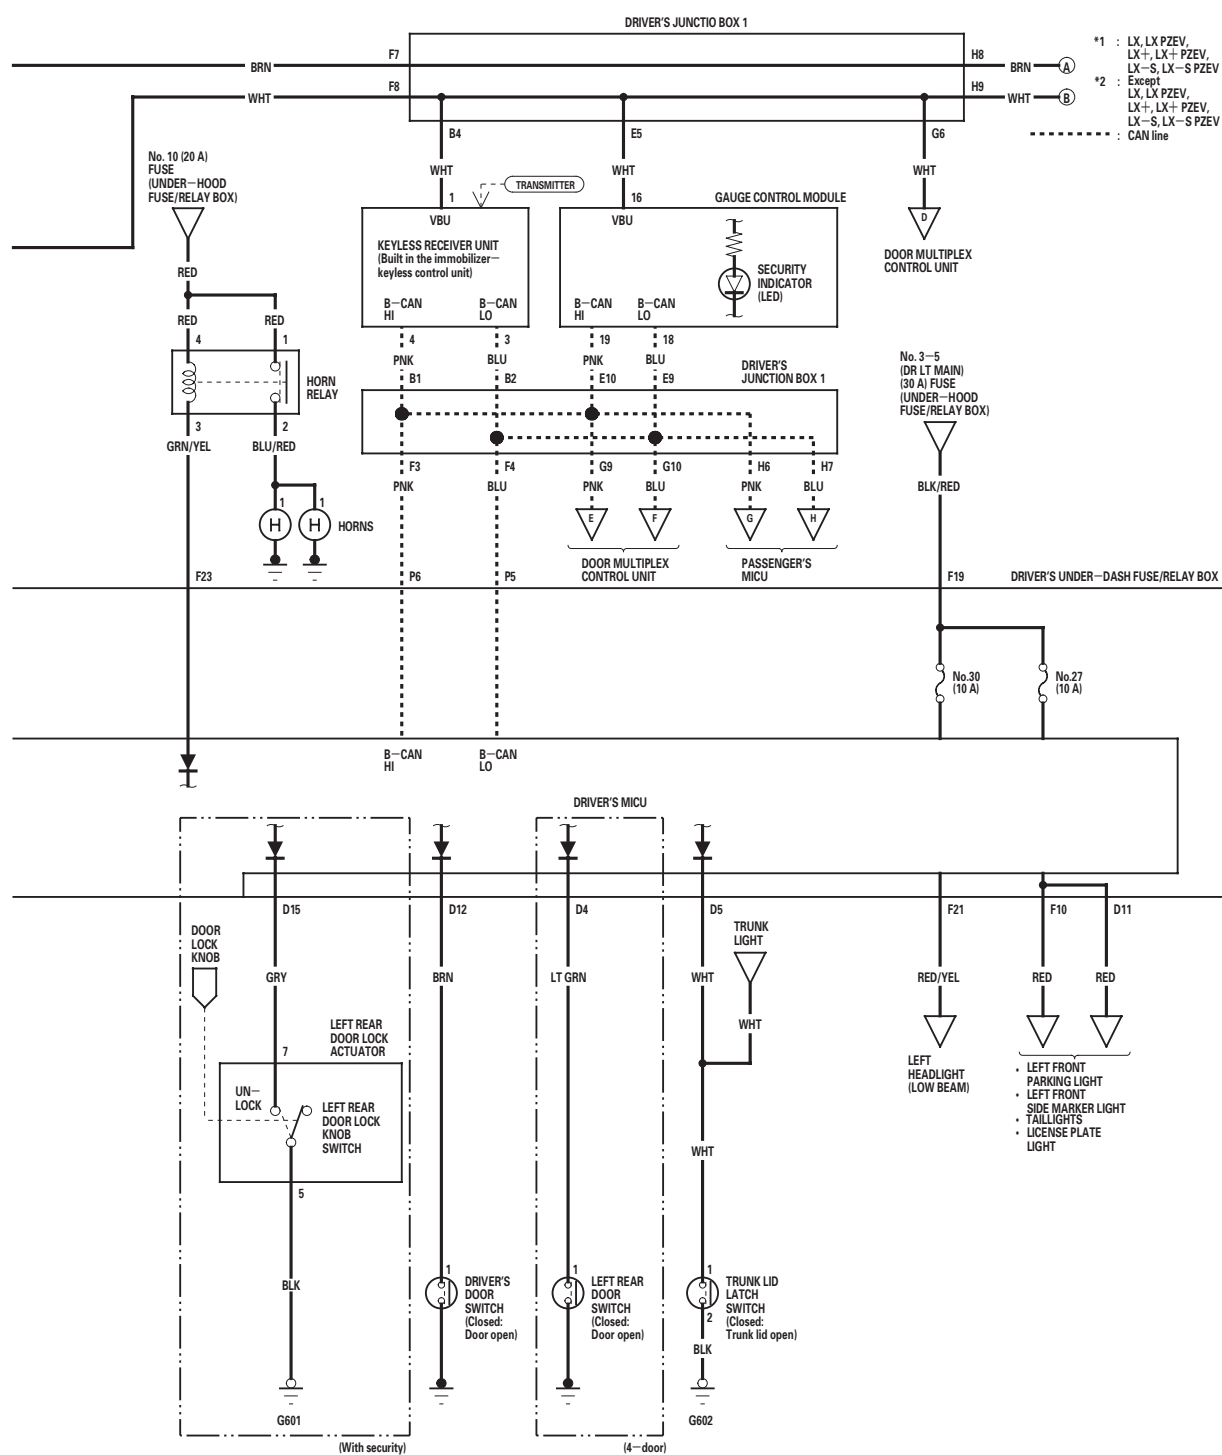 DRIVER'S JUNCTIO BOX 1
F7
H8
BRN
BRN
A
F8
H9
WHT
WHT
B
*1 : LX, LX PZEV,
LX+, LX+ PZEV,
LX-S, LX-S PZEV
*2 : Except
LX, LX PZEV,
LX+, LX+ PZEV,
LX-S, LX-S PZEV
: CAN line
B4
E5
G6
WHT
WHT
WHT
No. 10 (20 A)
FUSE
(UNDER-HOOD
FUSE/RELAY BOX)
TRANSMITTER
1
16
GAUGE CONTROL MODULE
VBU
VBU
D
KEYLESS RECEIVER UNIT
(Built in the immobilizer-
keyless control unit)
SECURITY
INDICATOR
(LED)
DOOR MULTIPLEX
CONTROL UNIT
RED
B-CAN
HI
B-CAN
LO
B-CAN
HI
B-CAN
LO
RED
RED
4
1
4
3
19
18
PNK
BLU
PNK
BLU
DRIVER'S
JUNCTION BOX 1
B1
B2
E10
E9
HORN
RELAY
No. 3-5
(DR LT MAIN)
(30 A) FUSE
(UNDER-HOOD
FUSE/RELAY BOX)
3
2
GRN/YEL
BLU/RED
F3
F4
G9
G10
H6
H7
PNK
BLU
PNK
BLU
PNK
BLU
BLK/RED
1
1
H
H
HORNS
E
F
G
H
DOOR MULTIPLEX
CONTROL UNIT
PASSENGER'S
MICU
F23
P6
P5
F19
DRIVER'S UNDER-DASH FUSE/RELAY BOX
No.30
(10 A)
No.27
(10 A)
B-CAN
HI
B-CAN
LO
DRIVER'S MICU
D15
D12
D4
D5
F21
F10
D11
DOOR
LOCK
KNOB
TRUNK
LIGHT
GRY
BRN
LT GRN
WHT
RED/YEL
RED
RED
WHT
LEFT REAR
DOOR LOCK
ACTUATOR
7
LEFT
HEADLIGHT
(LOW BEAM)
• LEFT FRONT
PARKING LIGHT
• LEFT FRONT
SIDE MARKER LIGHT
• TAILLIGHTS
• LICENSE PLATE
LIGHT
UN-
LOCK
LEFT REAR
DOOR LOCK
KNOB
SWITCH
WHT
5
BLK
1
DRIVER'S
DOOR
SWITCH
(Closed:
Door open)
1
LEFT REAR
DOOR
SWITCH
(Closed:
Door open)
1
TRUNK LID
LATCH
SWITCH
(Closed:
Trunk lid open)
2
BLK
G601
G602
(With security)
(4-door)